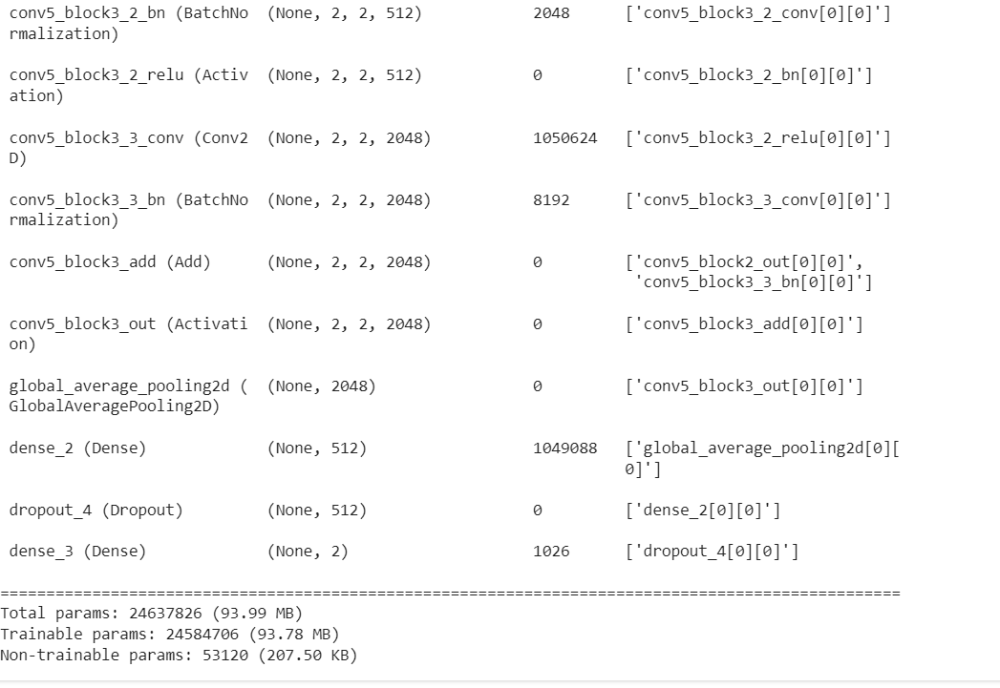 conv5_block3_2_bn (BatchNo  (None, 2, 2, 512)            2048      ['conv5_block3_2_conv[0][0]']
rmalization)
conv5_block3_2_relu (Activ  (None, 2, 2, 512)            0         ['conv5_block3_2_bn[0][0]']
ation)
conv5_block3_3_conv (Conv2  (None, 2, 2, 2048)           1050624   ['conv5_block3_2_relu[0][0]']
D)
conv5_block3_3_bn (BatchNo  (None, 2, 2, 2048)           8192      ['conv5_block3_3_conv[0][0]']
rmalization)
conv5_block3_add (Add)      (None, 2, 2, 2048)           0         ['conv5_block2_out[0][0]',
'conv5_block3_3_bn[0][0]']
conv5_block3_out (Activati  (None, 2, 2, 2048)           0         ['conv5_block3_add[0][0]']
on)
global_average_pooling2d (  (None, 2048)                 0         ['conv5_block3_out[0][0]']
GlobalAveragePooling2D)
dense_2 (Dense)             (None, 512)                  1049088   ['global_average_pooling2d[0][
0]']
dropout_4 (Dropout)         (None, 512)                  0         ['dense_2[0][0]']
dense_3 (Dense)             (None, 2)                    1026      ['dropout_4[0][0]']
==================================================================================================
Total params: 24637826 (93.99 MB)
Trainable params: 24584706 (93.78 MB)
Non-trainable params: 53120 (207.50 KB)